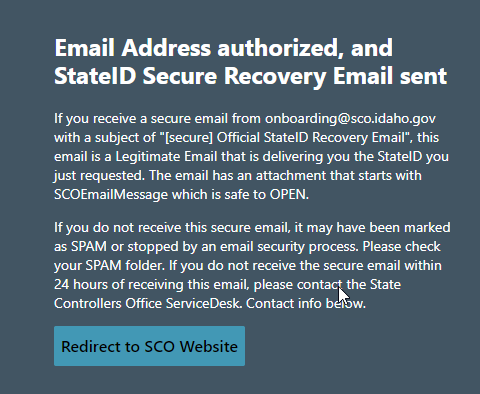 Email Address authorized, and
StateID Secure Recovery Email sent
If you receive a secure email from onboarding@sco.idaho.gov
with a subject of "[secure] Official StateID Recovery Email", this
email is a Legitimate Email that is delivering you the StateID you
just requested. The email has an attachment that starts with
SCOEmailMessage which is safe to OPEN.
If you do not receive this secure email, it may have been marked
as SPAM or stopped by an email security process. Please check
your SPAM folder. If you do not receive the secure email within
24 hours of receiving this email, please contact the State
Controllers Office ServiceDesk. Contact info below.
Redirect to SCO Website